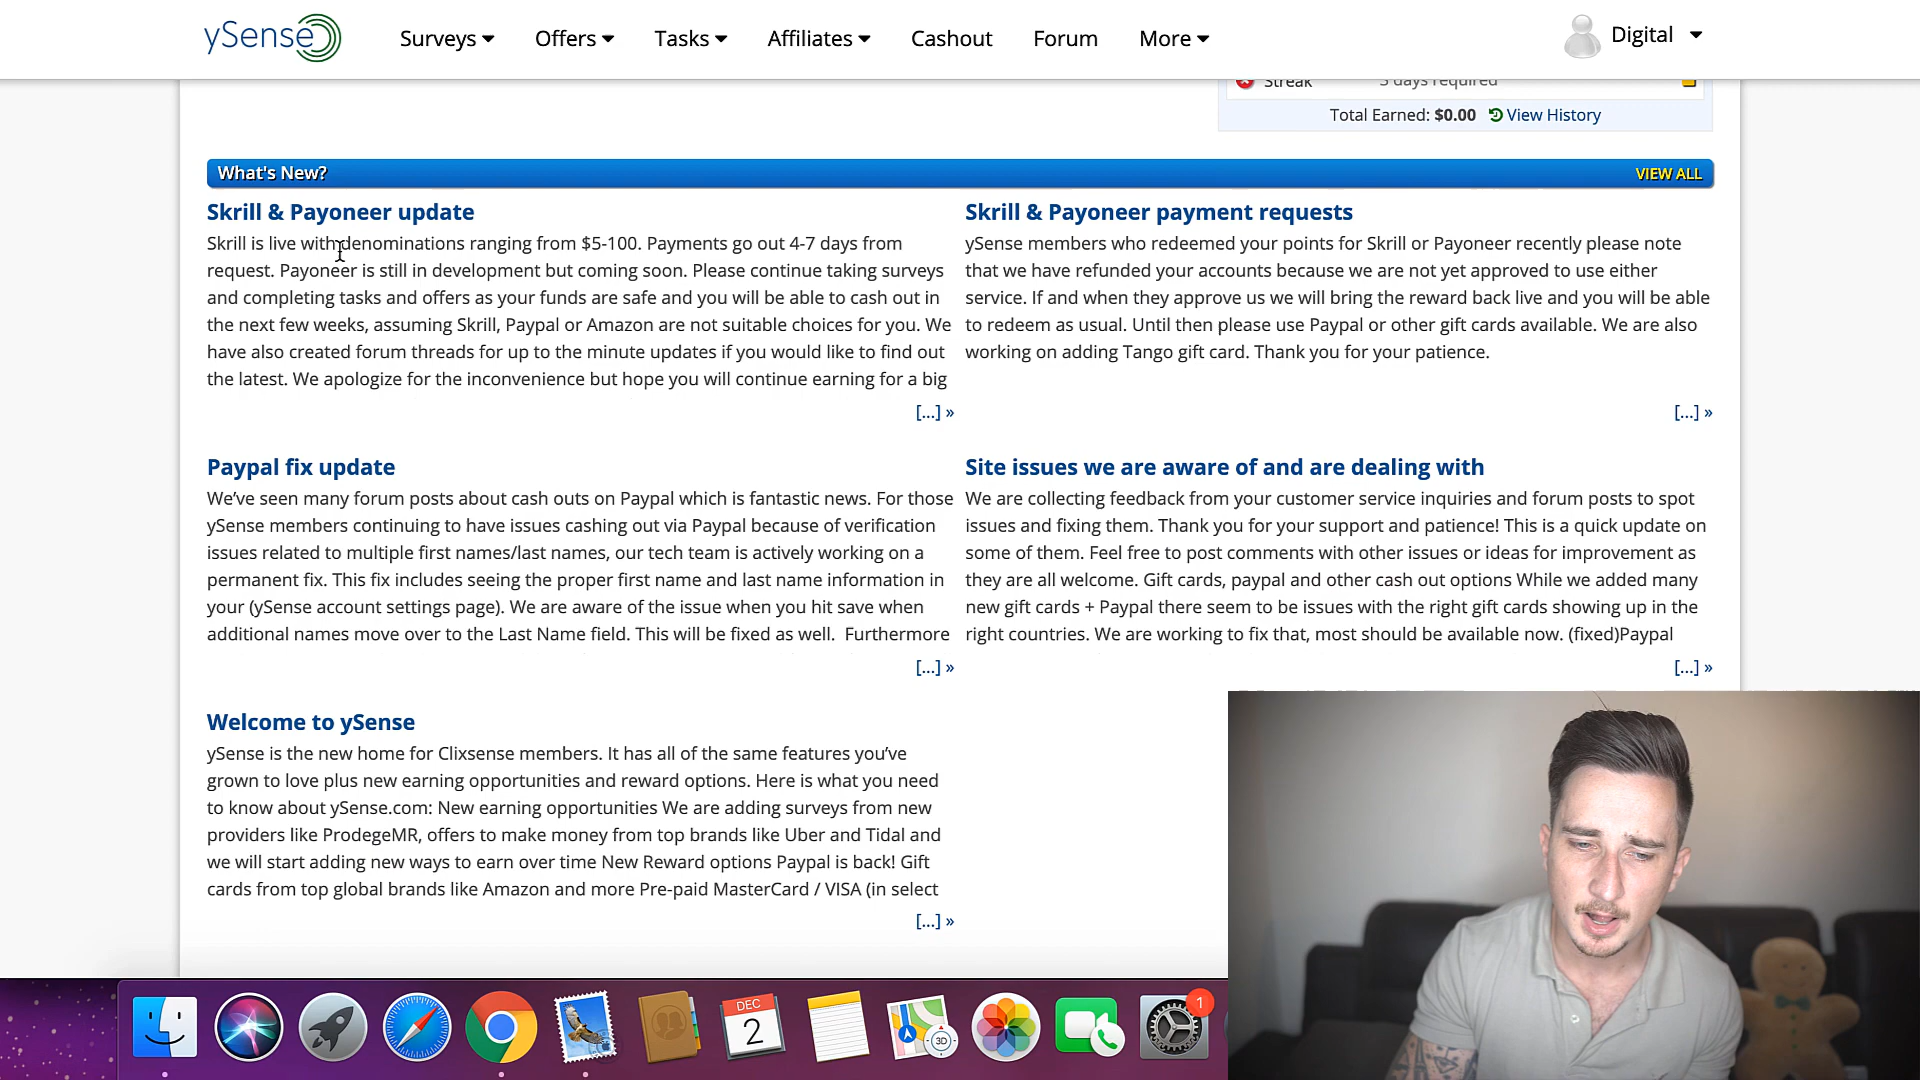 ySense
Surveys
Offers
Tasks
Affiliates
Cashout
Forum
More
Digital
Streak 3 days required
Total Earned: $0.00 View History
What's New? VIEW ALL
Skrill & Payoneer update
Skrill is live with denominations ranging from $5-100. Payments go out 4-7 days from
request. Payoneer is still in development but coming soon. Please continue taking surveys
and completing tasks and offers as your funds are safe and you will be able to cash out in
the next few weeks, assuming Skrill, Paypal or Amazon are not suitable choices for you. We
have also created forum threads for up to the minute updates if you would like to find out
the latest. We apologize for the inconvenience but hope you will continue earning for a big
[...] »
Skrill & Payoneer payment requests
ySense members who redeemed your points for Skrill or Payoneer recently please note
that we have refunded your accounts because we are not yet approved to use either
service. If and when they approve us we will bring the reward back live and you will be able
to redeem as usual. Until then please use Paypal or other gift cards available. We are also
working on adding Tango gift card. Thank you for your patience.
[...] »
Paypal fix update
We've seen many forum posts about cash outs on Paypal which is fantastic news. For those
ySense members continuing to have issues cashing out via Paypal because of verification
issues related to multiple first names/last names, our tech team is actively working on a
permanent fix. This fix includes seeing the proper first name and last name information in
your (ySense account settings page). We are aware of the issue when you hit save when
additional names move over to the Last Name field. This will be fixed as well. Furthermore
[...] »
Site issues we are aware of and are dealing with
We are collecting feedback from your customer service inquiries and forum posts to spot
issues and fixing them. Thank you for your support and patience! This is a quick update on
some of them. Feel free to post comments with other issues or ideas for improvement as
they are all welcome. Gift cards, paypal and other cash out options While we added many
new gift cards + Paypal there seem to be issues with the right gift cards showing up in the
right countries. We are working to fix that, most should be available now. (fixed)Paypal
[...] »
Welcome to ySense
ySense is the new home for Clixsense members. It has all of the same features you've
grown to love plus new earning opportunities and reward options. Here is what you need
to know about ySense.com: New earning opportunities We are adding surveys from new
providers like ProdegeMR, offers to make money from top brands like Uber and Tidal and
we will start adding new ways to earn over time New Reward options Paypal is back! Gift
cards from top global brands like Amazon and more Pre-paid MasterCard / VISA (in select
[...] »
DEC
2
3D
1